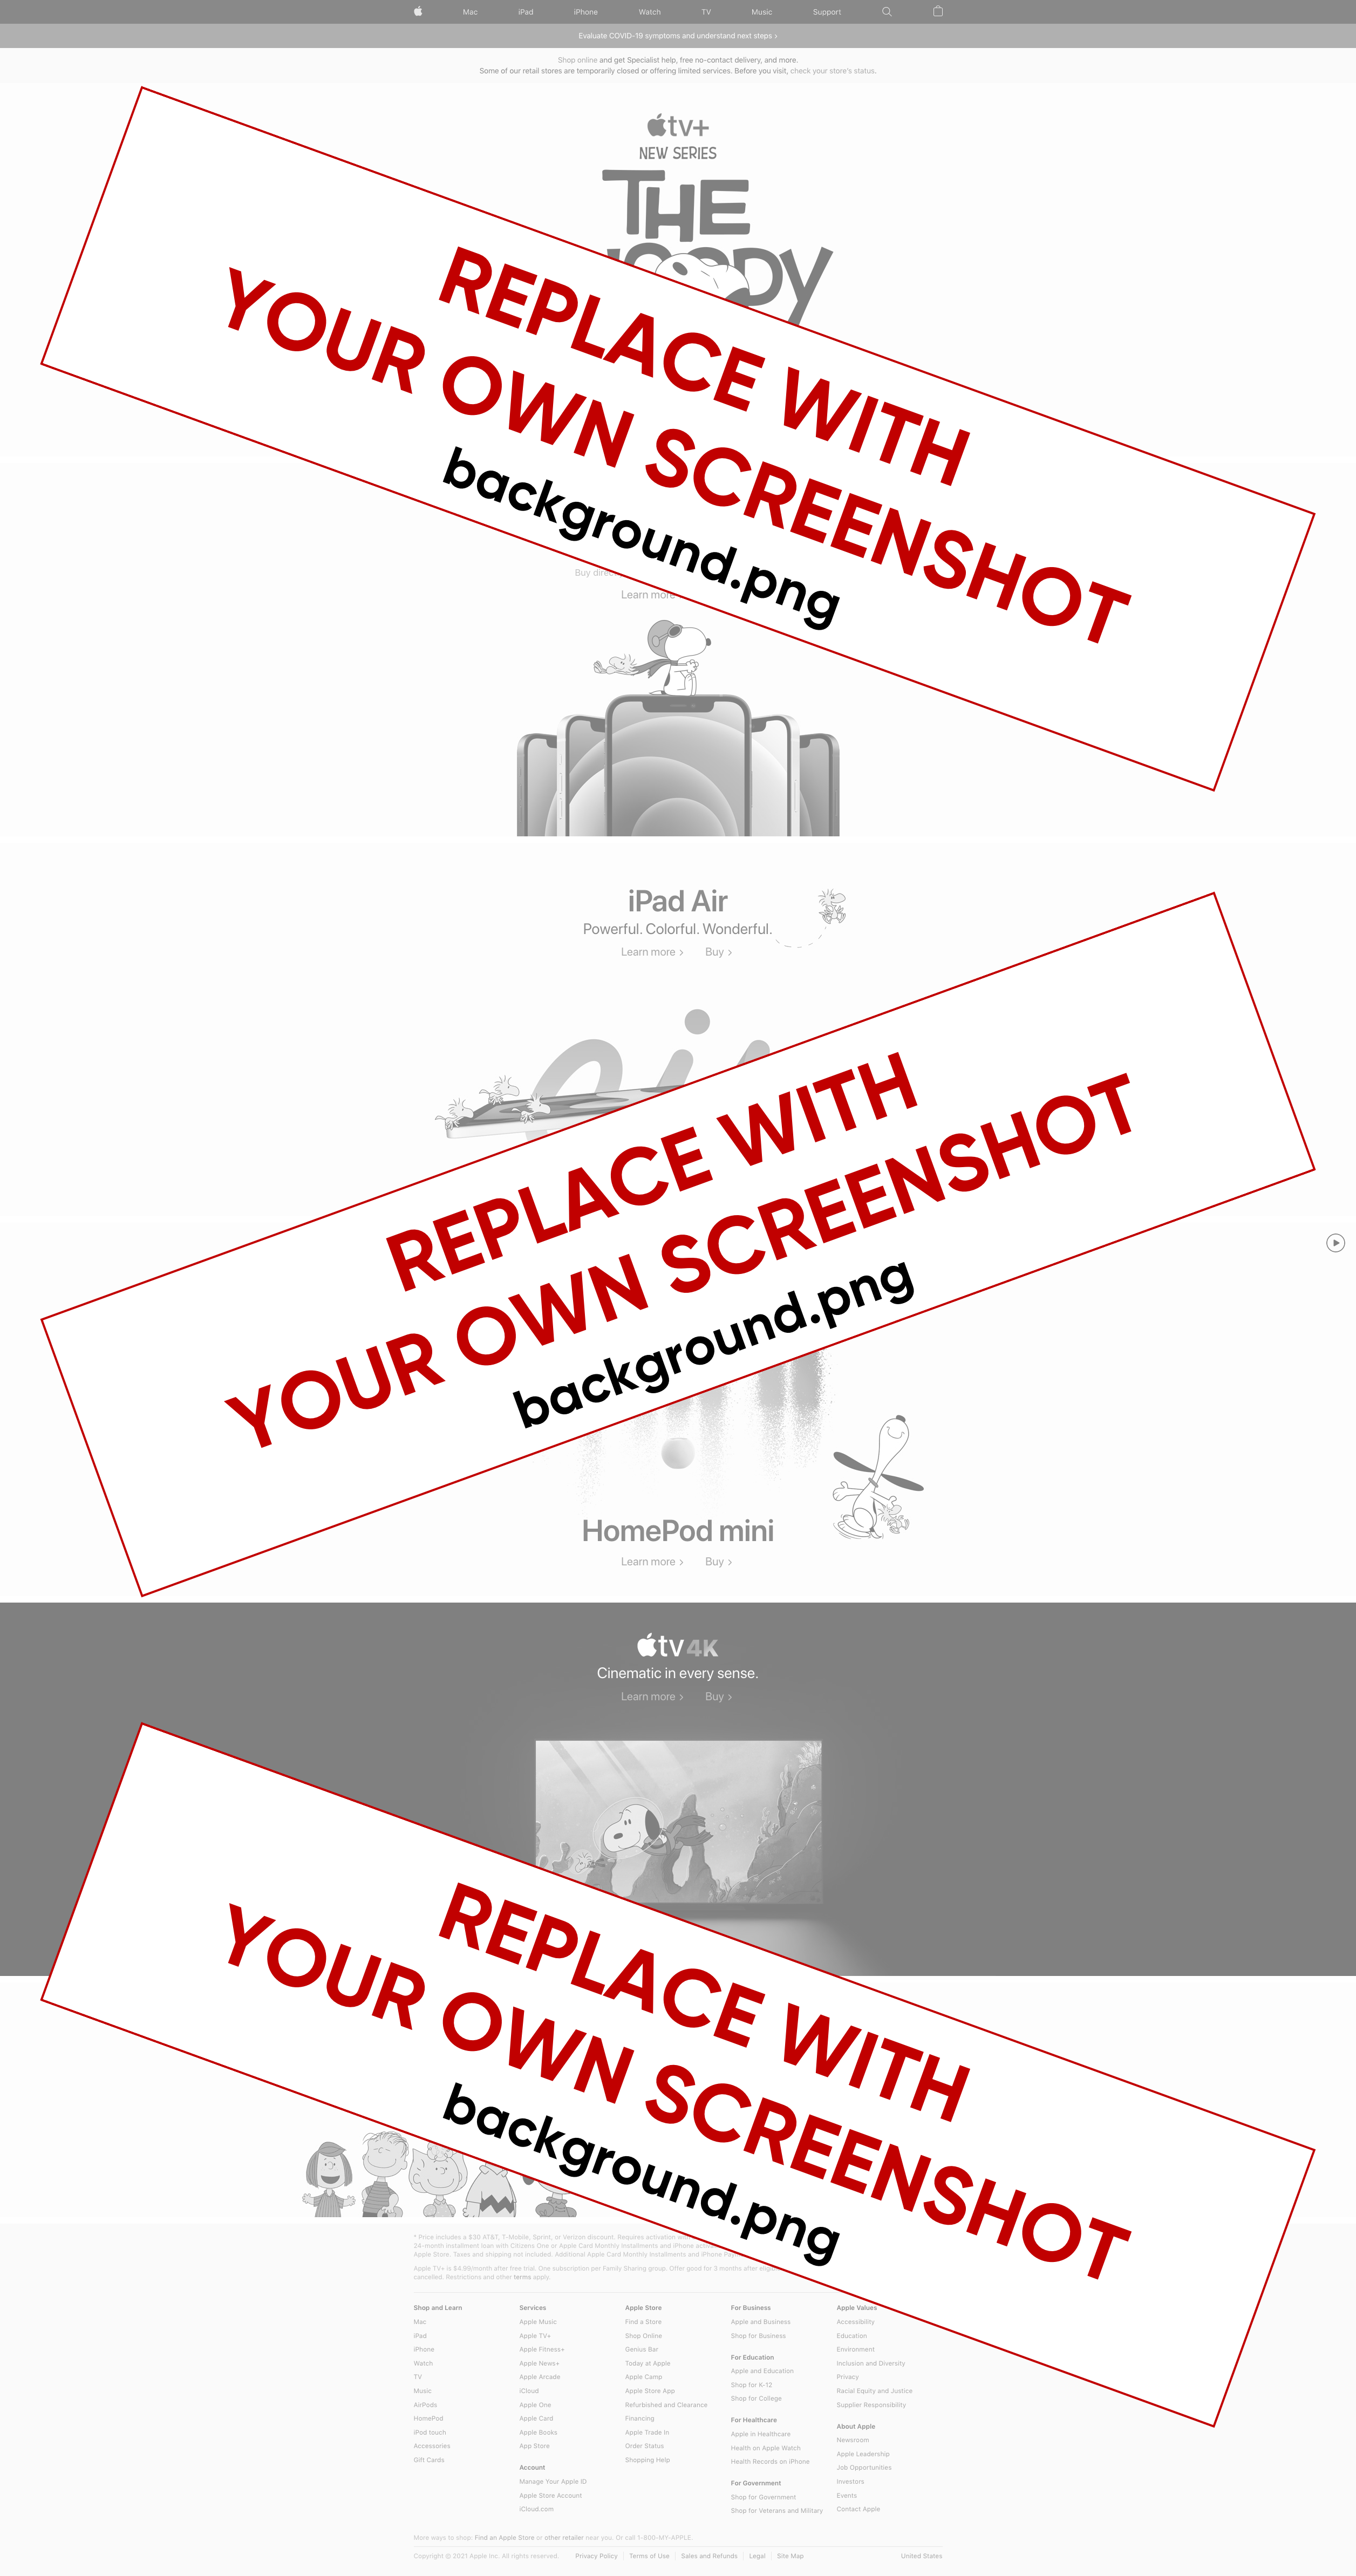 Mac iPad iPhone Watch TV Music Support
Evaluate COVID-19 symptoms and understand next steps >
Shop online and get Specialist help, free no-contact delivery, and more.
Some of our retail stores are temporarily closed or offering limited services. Before you visit, check your store's status.
tv+
NEW SERIES
THE
REPLACE WITH
YOUR OWN SCREENSHOT
background.png
Buy
Learn more
iPad Air
Powerful. Colorful. Wonderful.
Learn more > Buy >
REPLACE WITH
YOUR OWN SCREENSHOT
background.png
HomePod mini
Learn more > Buy >
tv 4K
Cinematic in every sense.
Learn more > Buy >
REPLACE WITH
YOUR OWN SCREENSHOT
background.png
* Price includes a $30 AT&T, T-Mobile, Sprint, or Verizon discount. Requires activation
24-month installment loan with Citizens One or Apple Card Monthly Installments and iPhone
Apple Store. Taxes and shipping not included. Additional Apple Card Monthly Installments and iPhone
Apple TV+ is $4.99/month after free trial. One subscription per Family Sharing group. Offer good for 3 months after
cancelled. Restrictions and other terms apply.
Shop and Learn
Mac
iPad
iPhone
Watch
TV
Music
AirPods
HomePod
iPod touch
Accessories
Gift Cards
Services
Apple Music
Apple TV+
Apple Fitness+
Apple News+
Apple Arcade
iCloud
Apple One
Apple Card
Apple Books
App Store
Account
Manage Your Apple ID
Apple Store Account
iCloud.com
Apple Store
Find a Store
Shop Online
Genius Bar
Today at Apple
Apple Camp
Apple Store App
Refurbished and Clearance
Financing
Apple Trade In
Order Status
Shopping Help
For Business
Apple and Business
Shop for Business
For Education
Apple and Education
Shop for K-12
Shop for College
For Healthcare
Apple in Healthcare
Health on Apple Watch
Health Records on iPhone
For Government
Shop for Government
Shop for Veterans and Military
Apple Values
Accessibility
Education
Environment
Inclusion and Diversity
Privacy
Racial Equity and Justice
Supplier Responsibility
About Apple
Newsroom
Apple Leadership
Job Opportunities
Investors
Events
Contact Apple
More ways to shop: Find an Apple Store or other retailer near you. Or call 1-800-MY-APPLE.
Copyright © 2021 Apple Inc. All rights reserved. Privacy Policy | Terms of Use | Sales and Refunds | Legal | Site Map United States